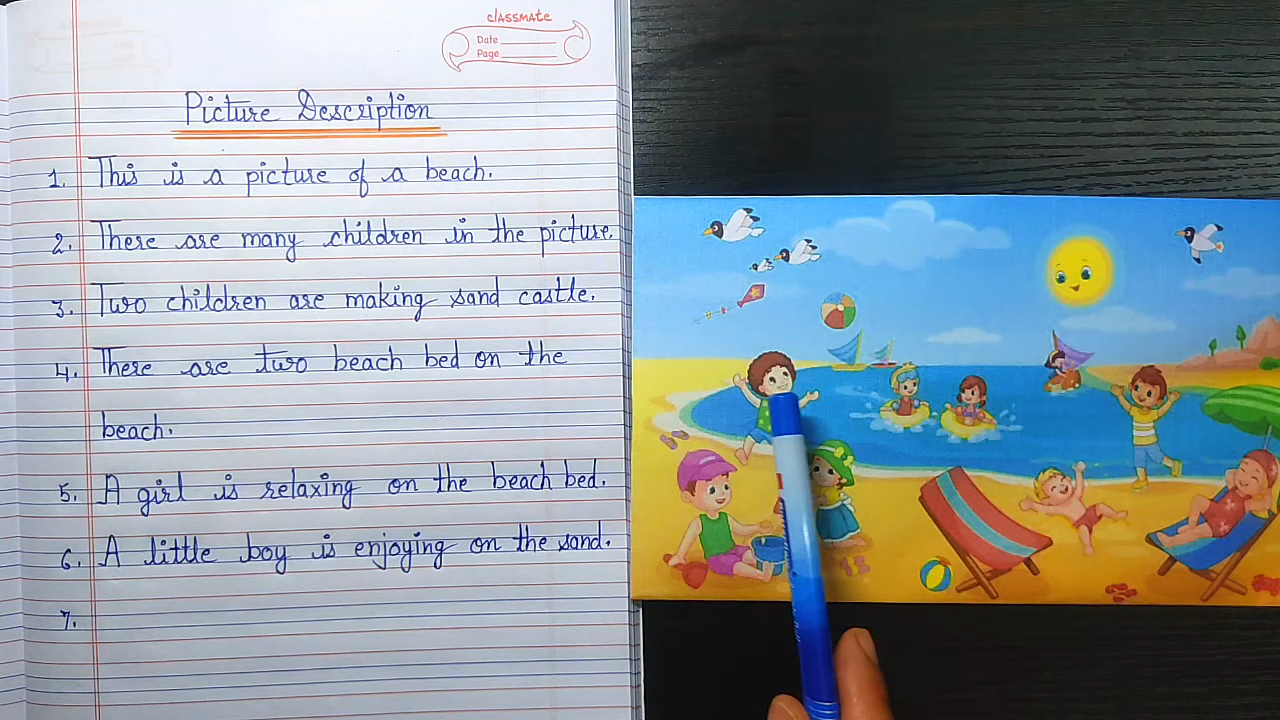 classmate
Date
Page
Picture Description
1. This is a picture of a beach.
2. There are many children in the picture.
3. Two children are making sand castle.
4. There are two beach bed on the
beach.
5. A girl is relaxing on the beach bed.
6. A little boy is enjoying on the sand.
7.